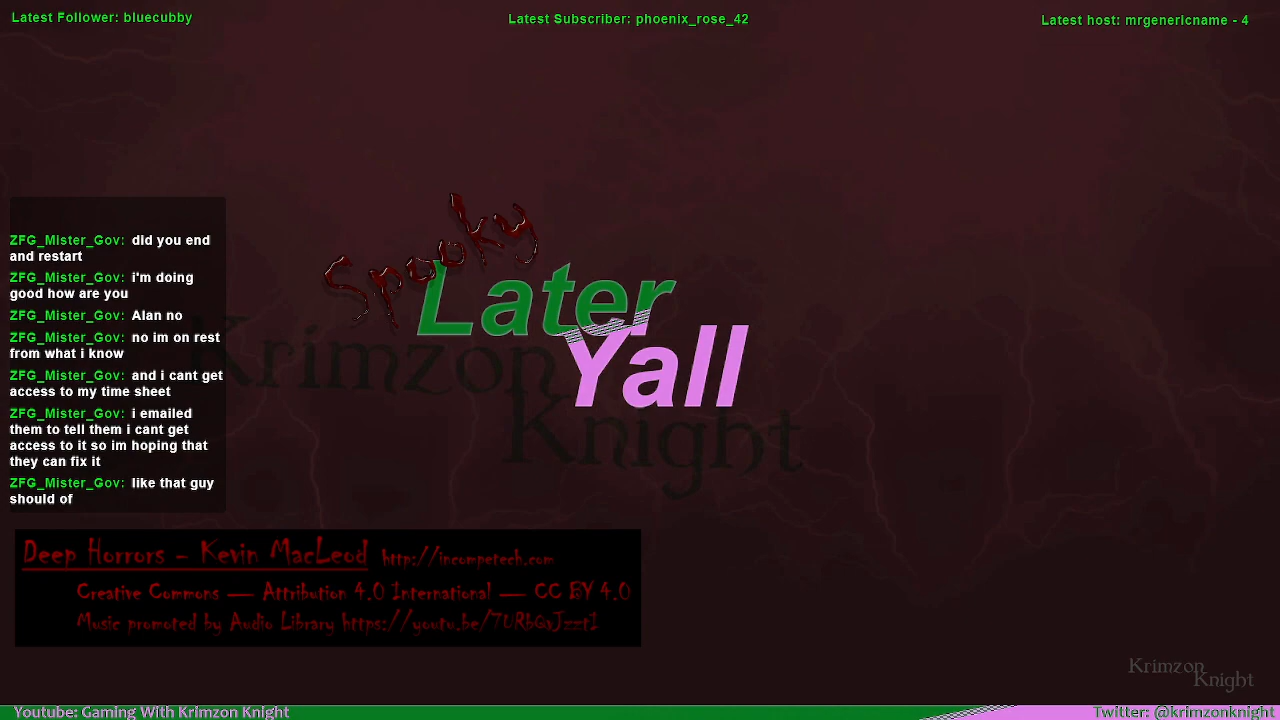 Latest Follower: bluecubby
Latest Subscriber: phoenix_rose_42
Latest host: mrgenericname - 4
Spooky
Later
Yall
Krimzon
Knight
ZFG_Mister_Gov: did you end
and restart
ZFG_Mister_Gov: i'm doing
good how are you
ZFG_Mister_Gov: Alan no
ZFG_Mister_Gov: no im on rest
from what i know
ZFG_Mister_Gov: and i cant get
access to my time sheet
ZFG_Mister_Gov: i emailed
them to tell them i cant get
access to it so im hoping that
they can fix it
ZFG_Mister_Gov: like that guy
should of
Deep Horrors – Kevin MacLeod http://incompetech.com
Creative Commons — Attribution 4.0 International — CC BY 4.0
Music promoted by Audio Library
Krimzon
Knight
Youtube: Gaming With Krimzon Knight
Twitter: @krimzonknight